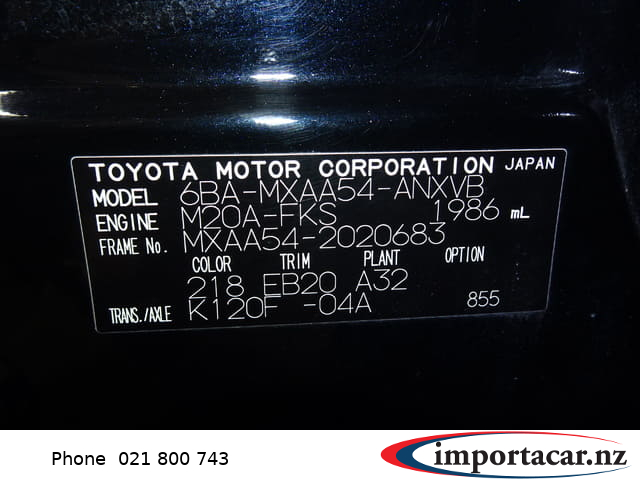 TOYOTA MOTOR CORPORATION JAPAN
MODEL 6BA-MXAA54-ANXVB
ENGINE M20A-FKS 1986 mL
FRAME No. MXAA54-2020683
COLOR TRIM PLANT OPTION
218 EB20 A32
TRANS./AXLE K120F -04A 855
Phone 021 800 743
importacar.nz